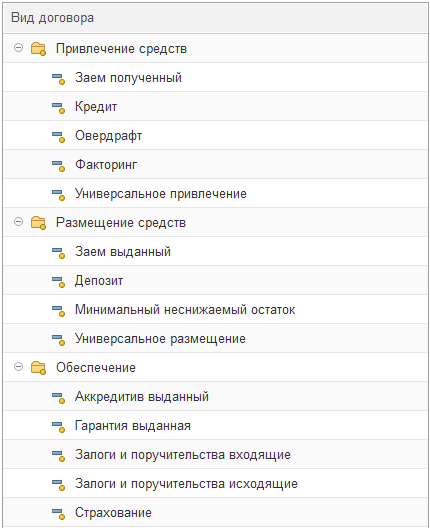 Вид договора
Привлечение средств
Заем полученный
Кредит
Овердрафт
Факторинг
Универсальное привлечение
Размещение средств
Заем выданный
Депозит
Минимальный неснижаемый остаток
Универсальное размещение
Обеспечение
Аккредитив выданный
Гарантия выданная
Залоги и поручительства входящие
Залоги и поручительства исходящие
Страхование